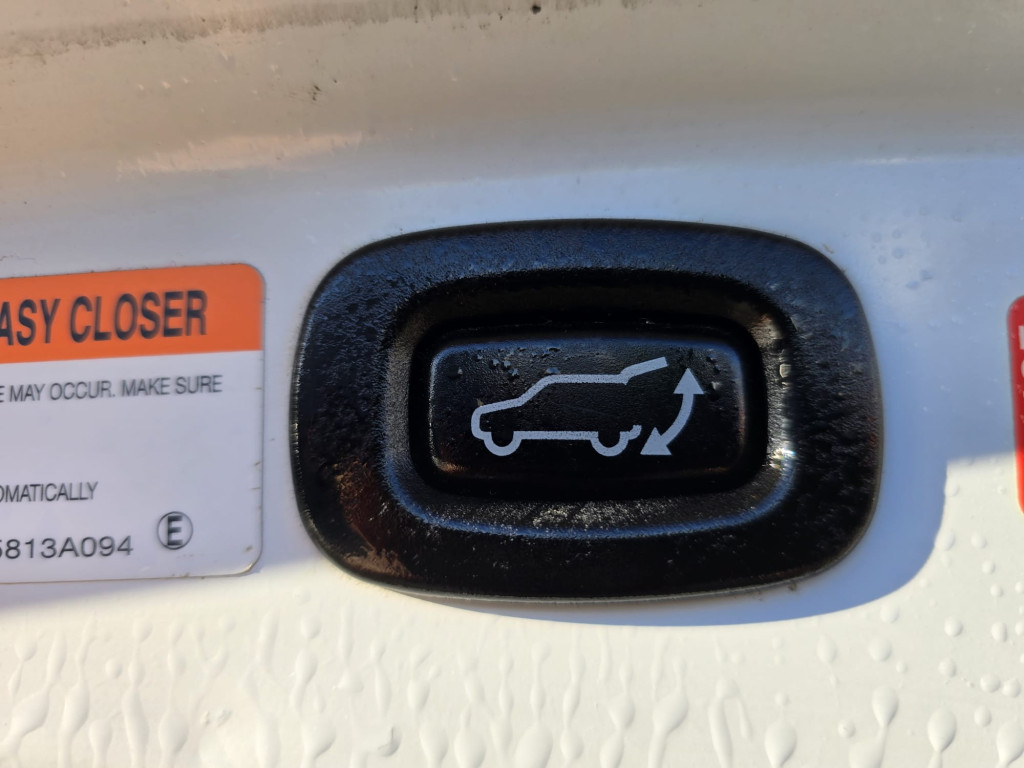 ASY CLOSER
E MAY OCCUR. MAKE SURE
OMATICALLY
5813A094 E